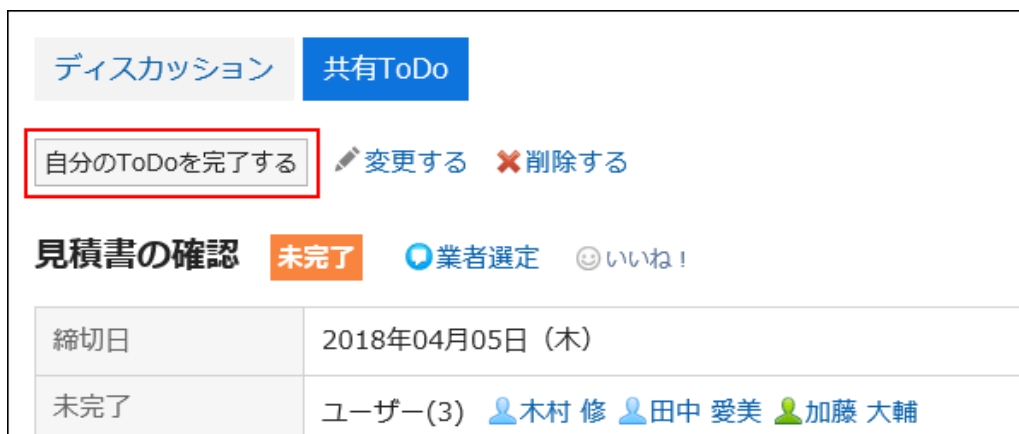 ディスカッション 共有ToDo
自分のToDoを完了する 変更する 削除する
見積書の確認 未完了 業者選定 いいね！
締切日 2018年04月05日（木）
未完了 ユーザー(3) 木村 修 田中 愛美 加藤 大輔